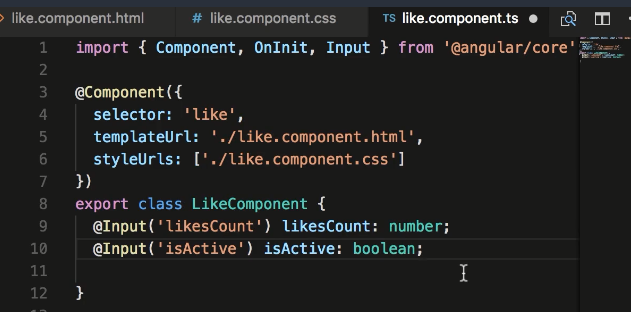 like.component.html # like.component.css TS like.component.ts
1 import { Component, OnInit, Input } from '@angular/core'
2
3 @Component({
4 selector: 'like',
5 templateUrl: './like.component.html',
6 styleUrls: ['./like.component.css']
7 })
8 export class LikeComponent {
9 @Input('likesCount') likesCount: number;
10 @Input('isActive') isActive: boolean;
11
12 }